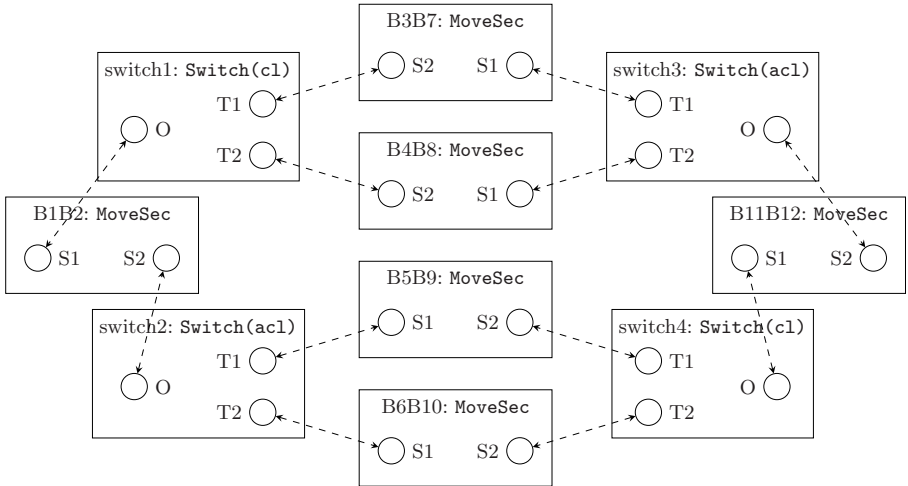 B3B7: MoveSec
S2 S1
switch1: Switch(cl)
T1
O
T2
switch3: Switch(acl)
T1
O
T2
B4B8: MoveSec
S2 S1
B1B2: MoveSec
S1 S2
B11B12: MoveSec
S1 S2
B5B9: MoveSec
S1 S2
switch2: Switch(acl)
T1
O
T2
switch4: Switch(cl)
T1
O
T2
B6B10: MoveSec
S1 S2